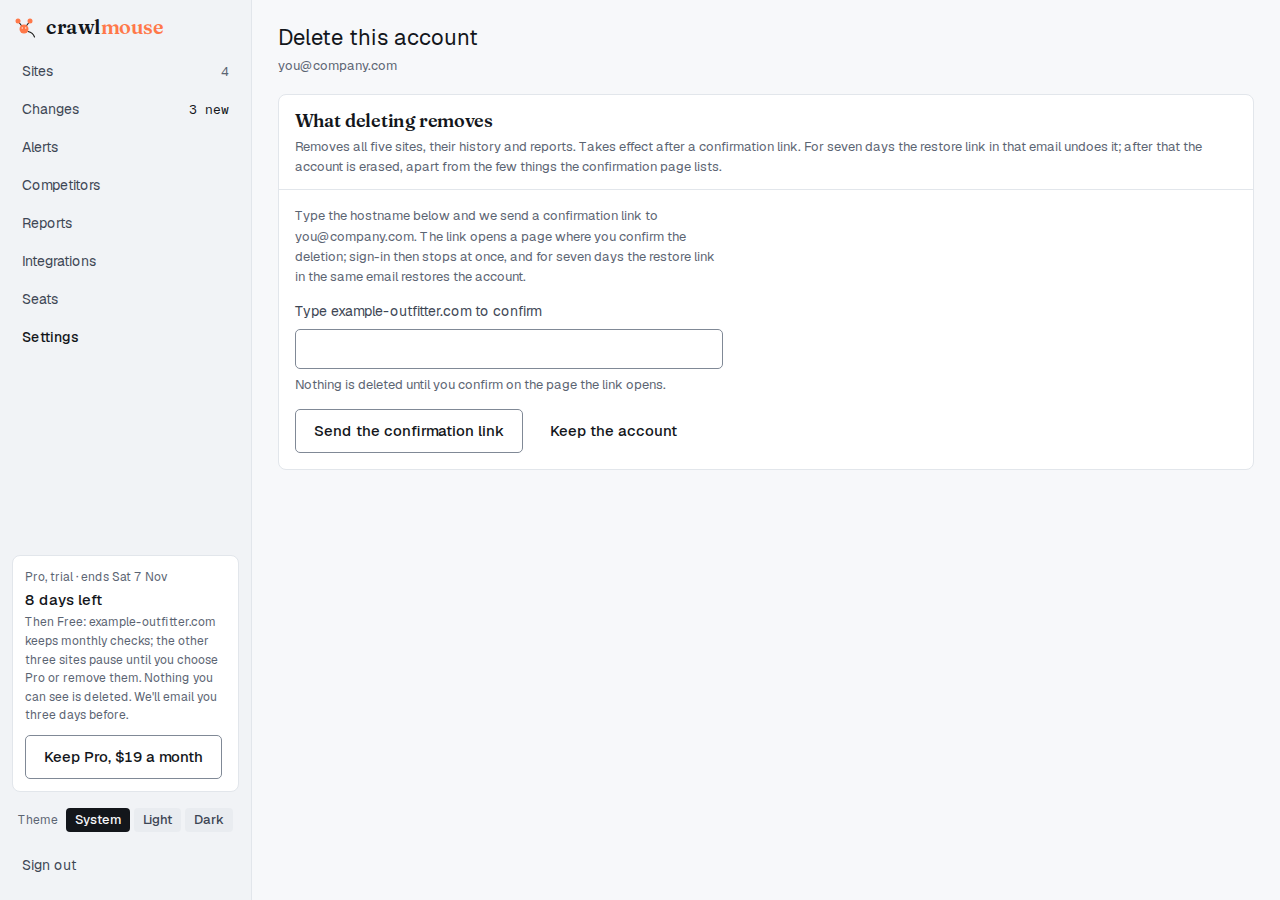 crawlmouse
Sites 4
Changes 3 new
Alerts
Competitors
Reports
Integrations
Seats
Settings
Pro, trial · ends Sat 7 Nov
8 days left
Then Free: example-outfitter.com
keeps monthly checks; the other
three sites pause until you choose
Pro or remove them. Nothing you
can see is deleted. We'll email you
three days before.
Keep Pro, $19 a month
Theme System Light Dark
Sign out
Delete this account
you@company.com
What deleting removes
Removes all five sites, their history and reports. Takes effect after a confirmation link. For seven days the restore link in that email undoes it; after that the
account is erased, apart from the few things the confirmation page lists.
Type the hostname below and we send a confirmation link to
you@company.com. The link opens a page where you confirm the
deletion; sign-in then stops at once, and for seven days the restore link
in the same email restores the account.
Type example-outfitter.com to confirm
Nothing is deleted until you confirm on the page the link opens.
Send the confirmation link Keep the account